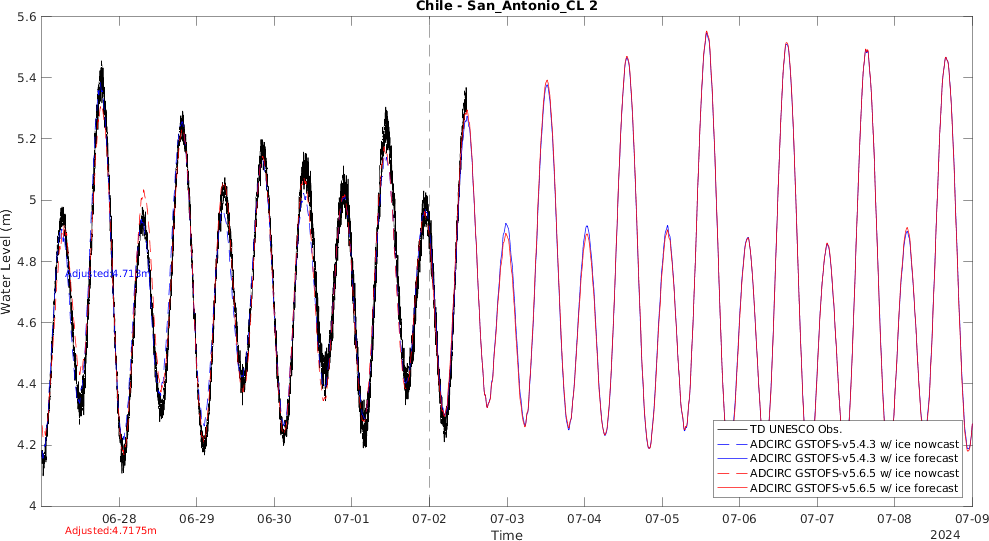 Chile - San_Antonio_CL 2
5.6
5.4
5.2
5
4.8
4.6
4.4
4.2
4
Water Level (m)
Adjusted:4.713m
TD UNESCO Obs.
ADCIRC GSTOFS-v5.4.3 w/ ice nowcast
ADCIRC GSTOFS-v5.4.3 w/ ice forecast
ADCIRC GSTOFS-v5.6.5 w/ ice nowcast
ADCIRC GSTOFS-v5.6.5 w/ ice forecast
06-28 06-29 06-30 07-01 07-02 07-03 07-04 07-05 07-06 07-07 07-08 07-09
Adjusted:4.7175m
Time
2024